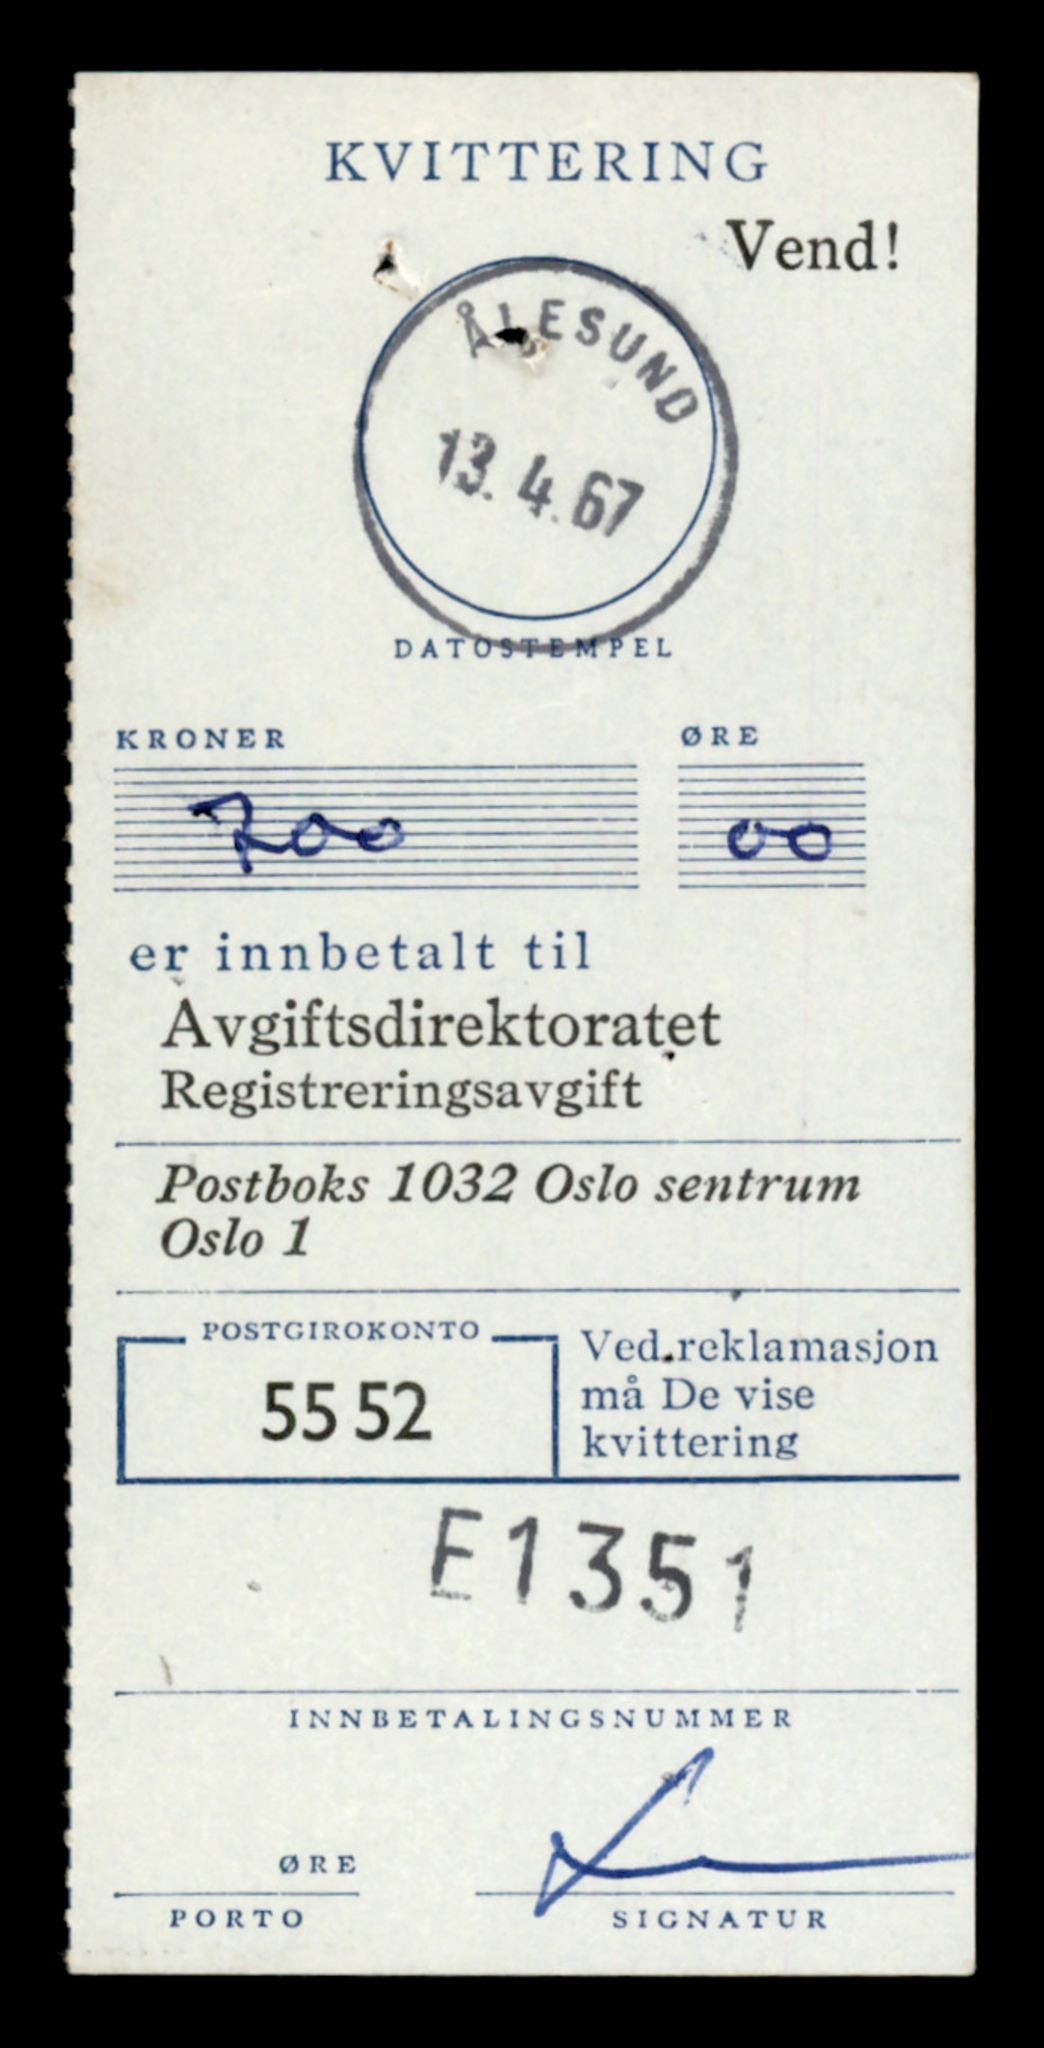 KVITTERING
Vend!
ÅLESUND
13.4.67
DATOSTEMPEL
KRONER ØRE
700 00
er innbetalt til
Avgiftsdirektoratet
Registreringsavgift
Postboks 1032 Oslo sentrum
Oslo 1
POSTGIROKONTO
55 52
Ved reklamasjon
må De vise
kvittering
E1351
INNBETALINGSNUMMER
ØRE
PORTO
SIGNATUR